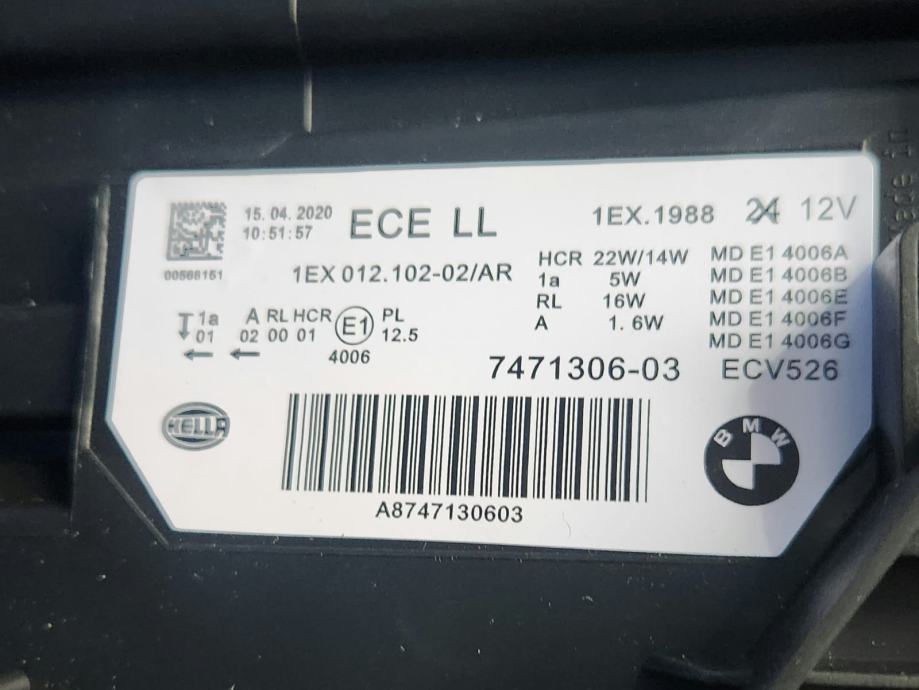 15.04.2020
10:51:57
ECE LL
1EX.1988 24 12V
00566151
1EX 012.102-02/AR
HCR 22W/14W
1a 5W
RL 16W
A 1.6W
MD E1 4006A
MD E1 4006B
MD E1 4006E
MD E1 4006F
MD E1 4006G
1a A RL HCR E1 PL
01 02 00 01 12.5
4006
7471306-03 ECV526
HELLA
BMW
A8747130603
ade in